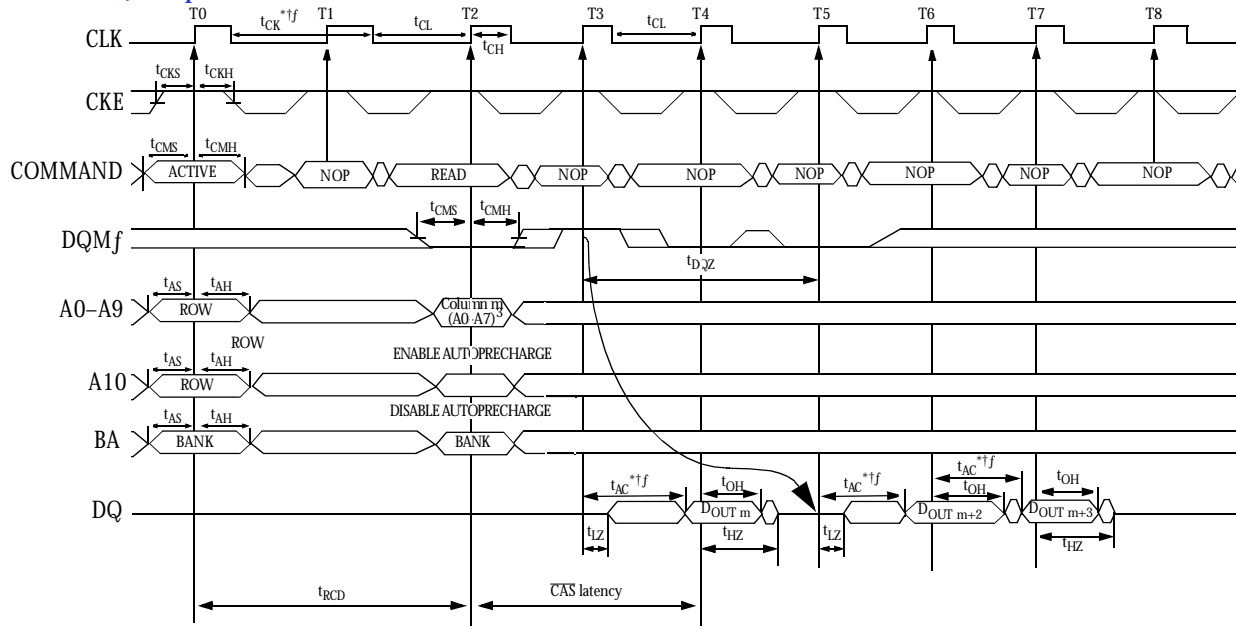 T0 T1 T2 T3 T4 T5 T6 T7 T8
CLK tCK*†ƒ tCL tCH tCL
tCKS tCKH
CKE
tCMS tCMH
COMMAND ACTIVE NOP READ NOP NOP NOP NOP NOP NOP
tCMS tCMH
DQMƒ
tDQZ
tAS tAH
A0–A9 ROW Column m
(A0-A7)3
ROW
tAS tAH ENABLE AUTOPRECHARGE
A10 ROW
DISABLE AUTOPRECHARGE
tAS tAH
BA BANK BANK
tAC*†ƒ tOH tAC*†ƒ tAC*†ƒ tOH tOH
DQ DOUT m DOUT m+2 DOUT m+3
tLZ tHZ tLZ tHZ
tRCD CAS latency